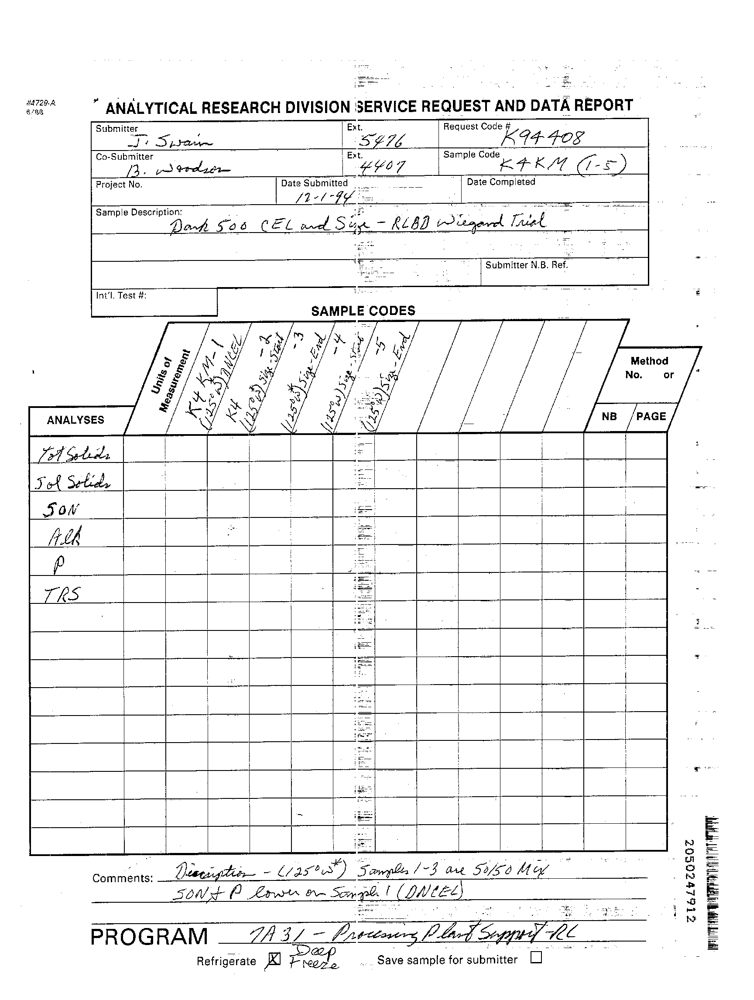 #4729-A
6/88
ANALYTICAL RESEARCH DIVISION SERVICE REQUEST AND DATA REPORT
Submitter J. Swain Ext. 5476 Request Code # K94408
Co-Submitter B. Woodson Ext. 4407 Sample Code K4KM (1-5)
Project No. Date Submitted 12-1-94 Date Completed
Sample Description: Dark 500 CEL and Size - RLBD Wiegand Trial
Submitter N.B. Ref.
Int'l. Test #:
SAMPLE CODES
ANALYSES
Units of Measurement
K4 KM-1 (125°W) DNCEL
K4 -2 (125°W) Size-Start
-3 (125°W*) Size-End
-4 (125°W) Size-Start
-5 (125°W) Size-End
Method
No. or
NB PAGE
Tot Solids
Sol Solids
SON
Alk
P
TRS
Comments: Description - (125°W*) Samples 1-3 are 50/50 Mix
SON & P lower on Sample 1 (DNCEL)
PROGRAM 7A31 - Processing Plant Support-RL
Refrigerate X Deep Freeze Save sample for submitter
2050247912